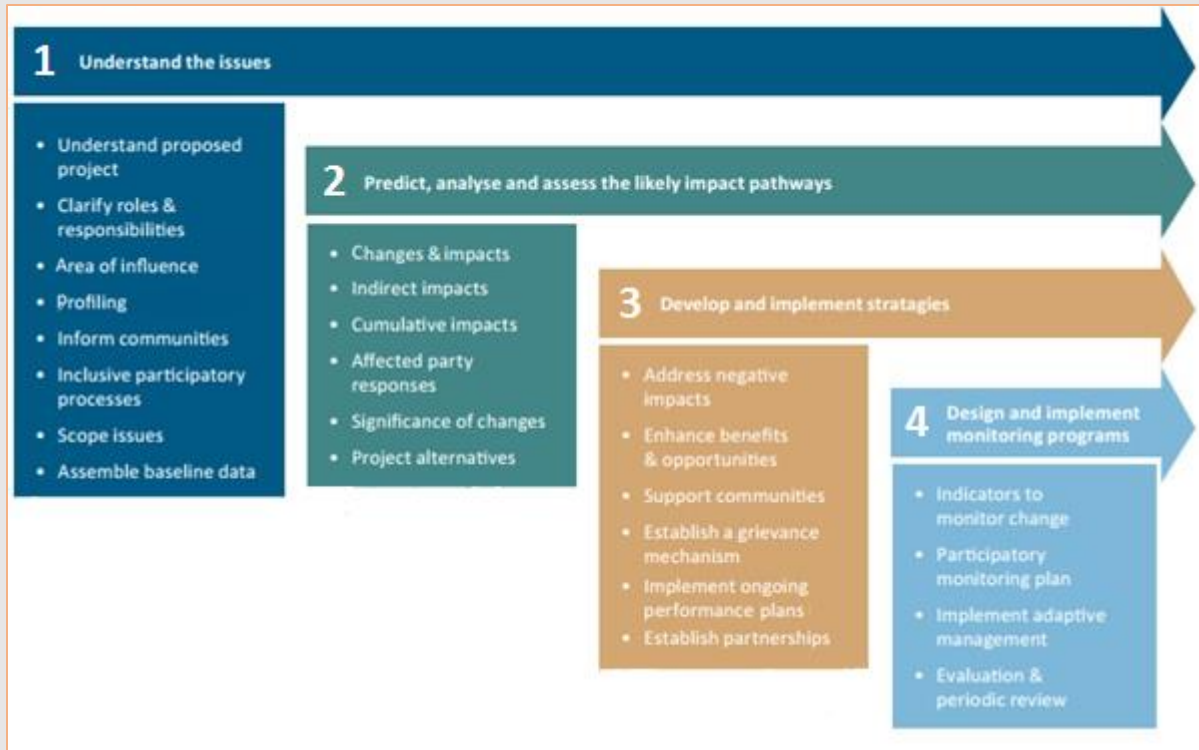 1 Understand the issues
• Understand proposed
project
• Clarify roles &
responsibilities
• Area of influence
• Profiling
• Inform communities
• Inclusive participatory
processes
• Scope issues
• Assemble baseline data
2 Predict, analyse and assess the likely impact pathways
• Changes & impacts
• Indirect impacts
• Cumulative impacts
• Affected party
responses
• Significance of changes
• Project alternatives
3 Develop and implement stratagies
• Address negative
impacts
• Enhance benefits
& opportunities
• Support communities
• Establish a grievance
mechanism
• Implement ongoing
performance plans
• Establish partnerships
4 Design and implement
monitoring programs
• Indicators to
monitor change
• Participatory
monitoring plan
• Implement adaptive
management
• Evaluation &
periodic review